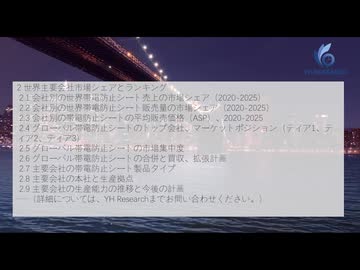 YH RESEARCH
2 世界主要会社市場シェアとランキング
2.1 会社別の世界帯電防止シート売上の市場シェア（2020-2025）
2.2 会社別の世界帯電防止シート販売量の市場シェア（2020-2025）
2.3 会社別の帯電防止シートの平均販売価格（ASP）、2020-2025
2.4 グローバル帯電防止シートのトップ会社、マーケットポジション（ティア1、ティ
ア2、ティア3）
2.5 グローバル帯電防止シートの市場集中度
2.6 グローバル帯電防止シートの合併と買収、拡張計画
2.7 主要会社の帯電防止シート製品タイプ
2.8 主要会社の本社と生産拠点
2.9 主要会社の生産能力の推移と今後の計画
……（詳細については、YH Researchまでお問い合わせください。）